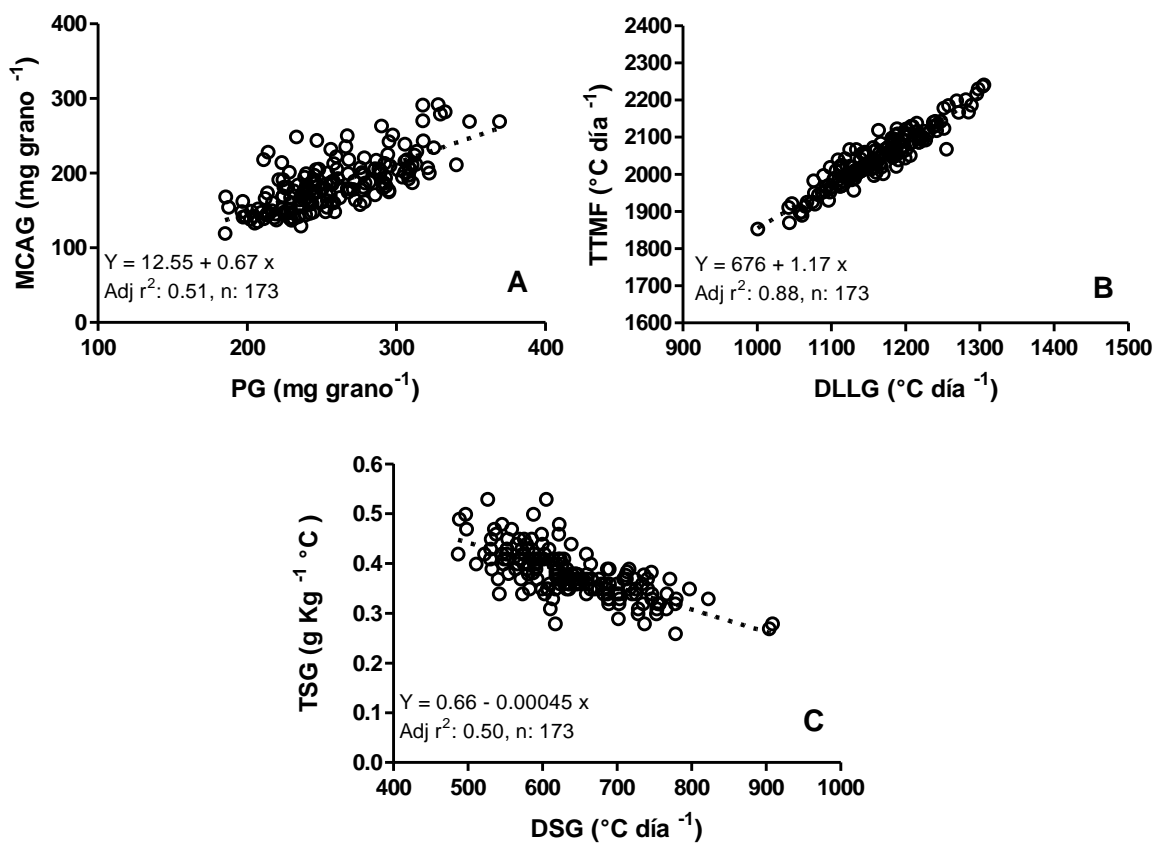 400
300
200
100
0
MCAG (mg grano ⁻¹)
Y = 12.55 + 0.67 x
Adj r²: 0.51, n: 173
A
100 200 300 400
PG (mg grano⁻¹)
2400
2300
2200
2100
2000
1900
1800
1700
1600
TTMF (°C día ⁻¹)
Y = 676 + 1.17 x
Adj r²: 0.88, n: 173
B
900 1000 1100 1200 1300 1400 1500
DLLG (°C día ⁻¹)
0.6
0.5
0.4
0.3
0.2
0.1
0.0
TSG (g Kg ⁻¹ °C )
Y = 0.66 - 0.00045 x
Adj r²: 0.50, n: 173
C
400 500 600 700 800 900 1000
DSG (°C día ⁻¹)